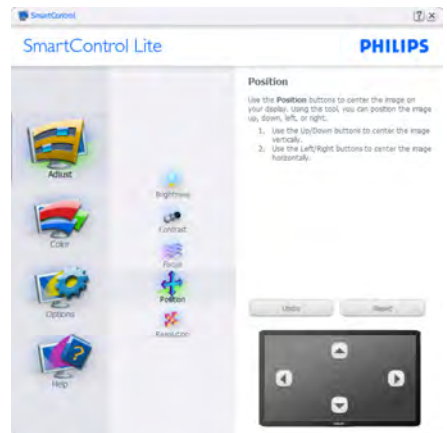 SmartControl
SmartControl Lite
PHILIPS
Position
Use the Position buttons to center the image on
your display. Using the tool, you can position the image
up, down, left, or right.
1. Use the Up/Down buttons to center the image
vertically.
2. Use the Left/Right buttons to center the image
horizontally.
Adjust
Color
Options
Help
Brightness
Contrast
Focus
Position
Resolution
Undo
Reset